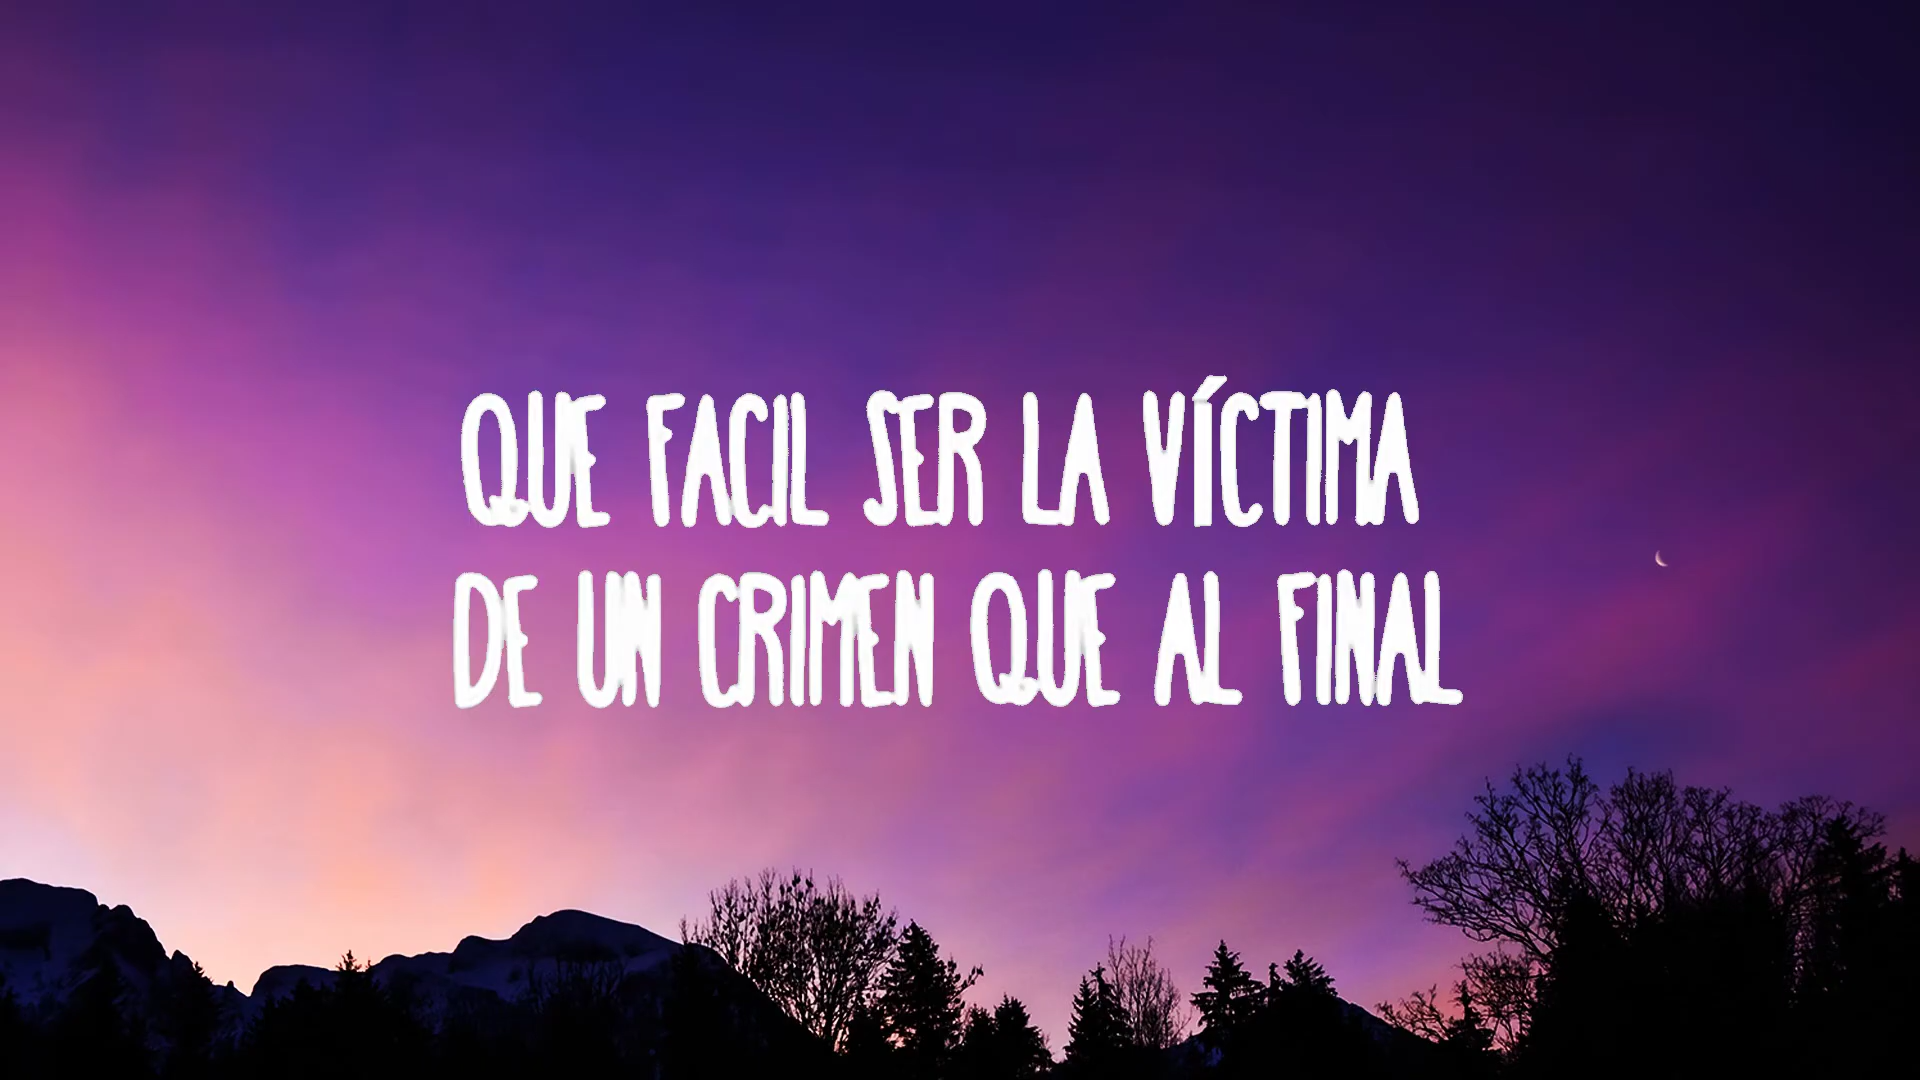 QUE FACIL SER LA VÍCTIMA
DE UN CRIMEN QUE AL FINAL